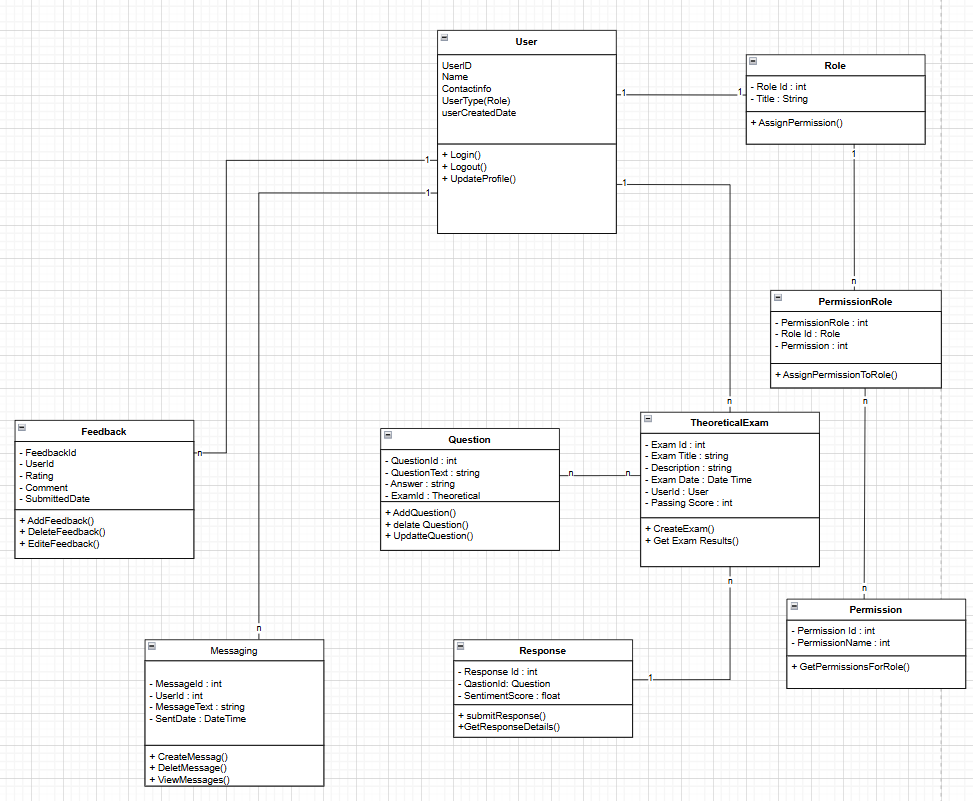 User
UserID
Name
Contactinfo
UserType(Role)
userCreatedDate
+ Login()
+ Logout()
+ UpdateProfile()
1
1
Role
- Role Id : int
- Title : String
+ AssignPermission()
1
1
1
1
n
PermissionRole
- PermissionRole : int
- Role Id : Role
- Permission : int
+ AssignPermissionToRole()
n
n
Feedback
- FeedbackId
- UserId
- Rating
- Comment
- SubmittedDate
+ AddFeedback()
+ DeleteFeedback()
+ EditeFeedback()
n
Question
- QuestionId : int
- QuestionText : string
- Answer : string
- ExamId : Theoretical
+ AddQuestion()
+ delate Question()
+ UpdatteQuestion()
n
n
TheoreticalExam
- Exam Id : int
- Exam Title : string
- Description : string
- Exam Date : Date Time
- UserId : User
- Passing Score : int
+ CreateExam()
+ Get Exam Results()
n
n
Permission
- Permission Id : int
- PermissionName : int
+ GetPermissionsForRole()
n
Messaging
- MessageId : int
- UserId : int
- MessageText : string
- SentDate : DateTime
+ CreateMessag()
+ DeletMessage()
+ ViewMessages()
Response
- Response Id : int
- QastionId: Question
- SentimentScore : float
+ submitResponse()
+GetResponseDetails()
1